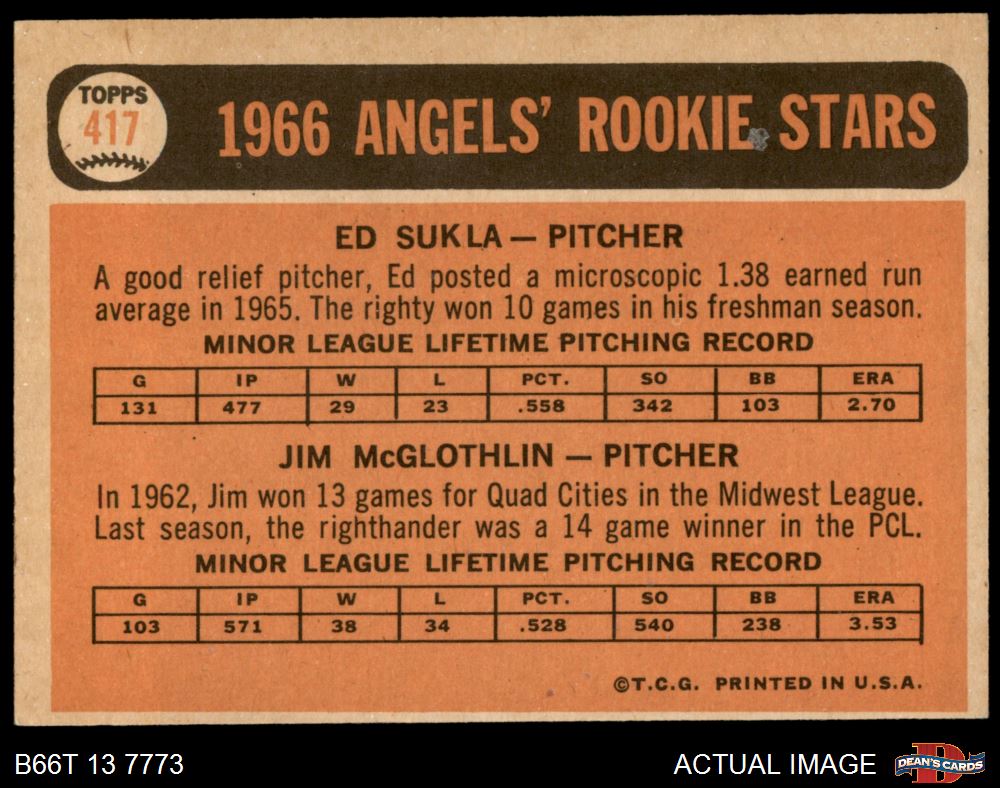 TOPPS
417
1966 ANGELS' ROOKIE STARS
ED SUKLA — PITCHER
A good relief pitcher, Ed posted a microscopic 1.38 earned run
average in 1965. The righty won 10 games in his freshman season.
MINOR LEAGUE LIFETIME PITCHING RECORD
G IP W L PCT. SO BB ERA
131 477 29 23 .558 342 103 2.70
JIM McGLOTHLIN — PITCHER
In 1962, Jim won 13 games for Quad Cities in the Midwest League.
Last season, the righthander was a 14 game winner in the PCL.
MINOR LEAGUE LIFETIME PITCHING RECORD
G IP W L PCT. SO BB ERA
103 571 38 34 .528 540 238 3.53
©T.C.G. PRINTED IN U.S.A.
B66T 13 7773
ACTUAL IMAGE
DEAN'S CARDS